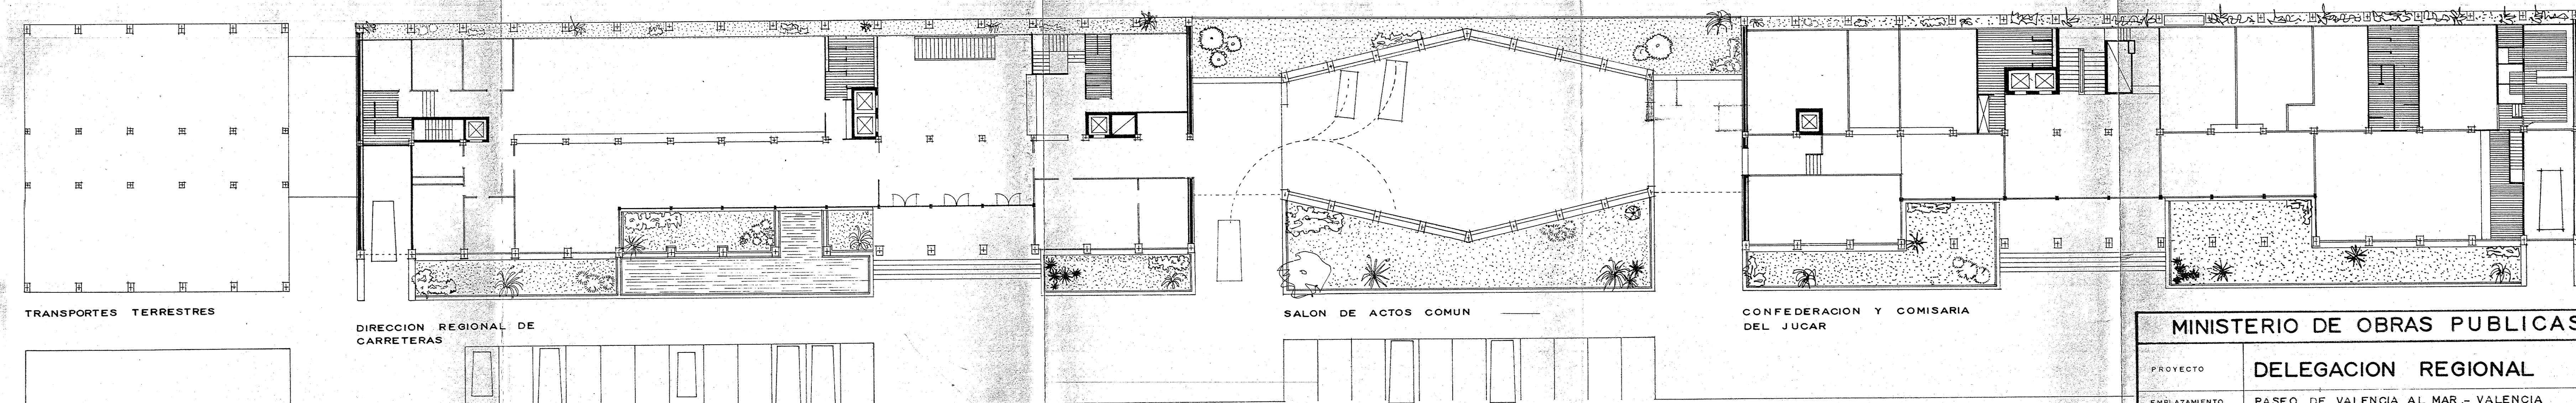 TRANSPORTES TERRESTRES
DIRECCION REGIONAL DE
CARRETERAS
SALON DE ACTOS COMUN
CONFEDERACION Y COMISARIA
DEL JUCAR
MINISTERIO DE OBRAS PUBLICAS
PROYECTO
DELEGACION REGIONAL
EMPLAZAMIENTO
PASEO DE VALENCIA AL MAR.- VALENCIA